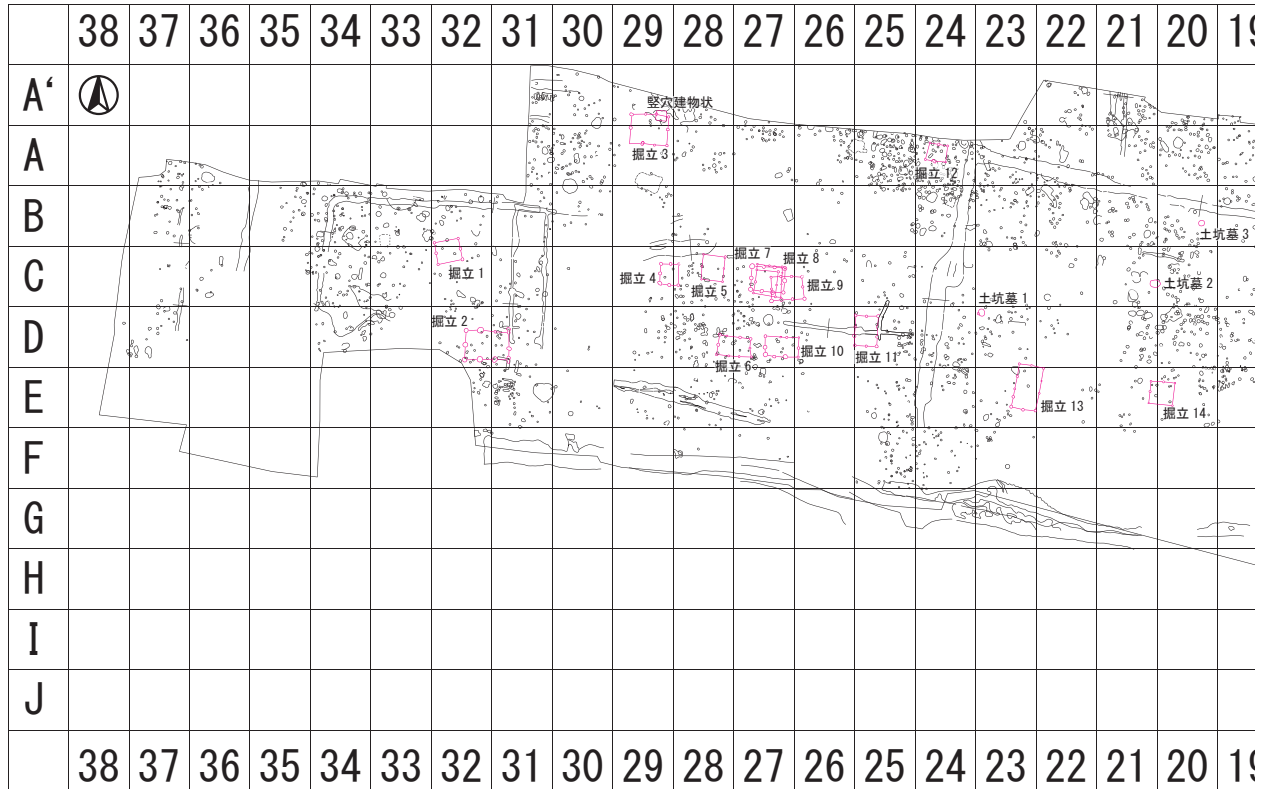 38 37 36 35 34 33 32 31 30 29 28 27 26 25 24 23 22 21 20 19
A‘
竪穴建物状
A
掘立 3
掘立 12
B
土坑墓 3
C
掘立 1
掘立 4
掘立 5
掘立 7
掘立 8
掘立 9
土坑墓 2
土坑墓 1
D
掘立 2
掘立 6
掘立 10
掘立 11
E
掘立 13
掘立 14
F
G
H
I
J
38 37 36 35 34 33 32 31 30 29 28 27 26 25 24 23 22 21 20 19